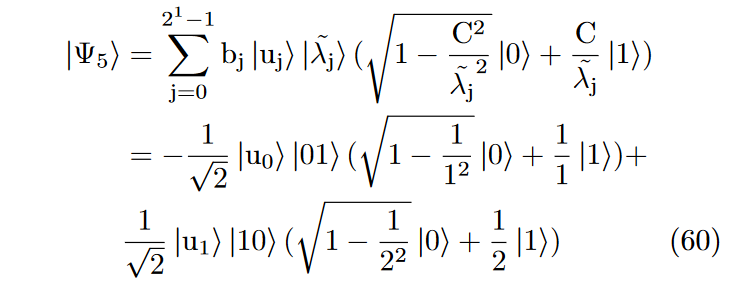 |Ψ₅⟩ = ∑_{j=0}^{2¹−1} b_j |u_j⟩ |λ̃_j⟩ (√(1 − C²/λ̃_j²) |0⟩ + C/λ̃_j |1⟩)
= −1/√2 |u₀⟩ |01⟩ (√(1 − 1/1²) |0⟩ + 1/1 |1⟩)+
1/√2 |u₁⟩ |10⟩ (√(1 − 1/2²) |0⟩ + 1/2 |1⟩) (60)